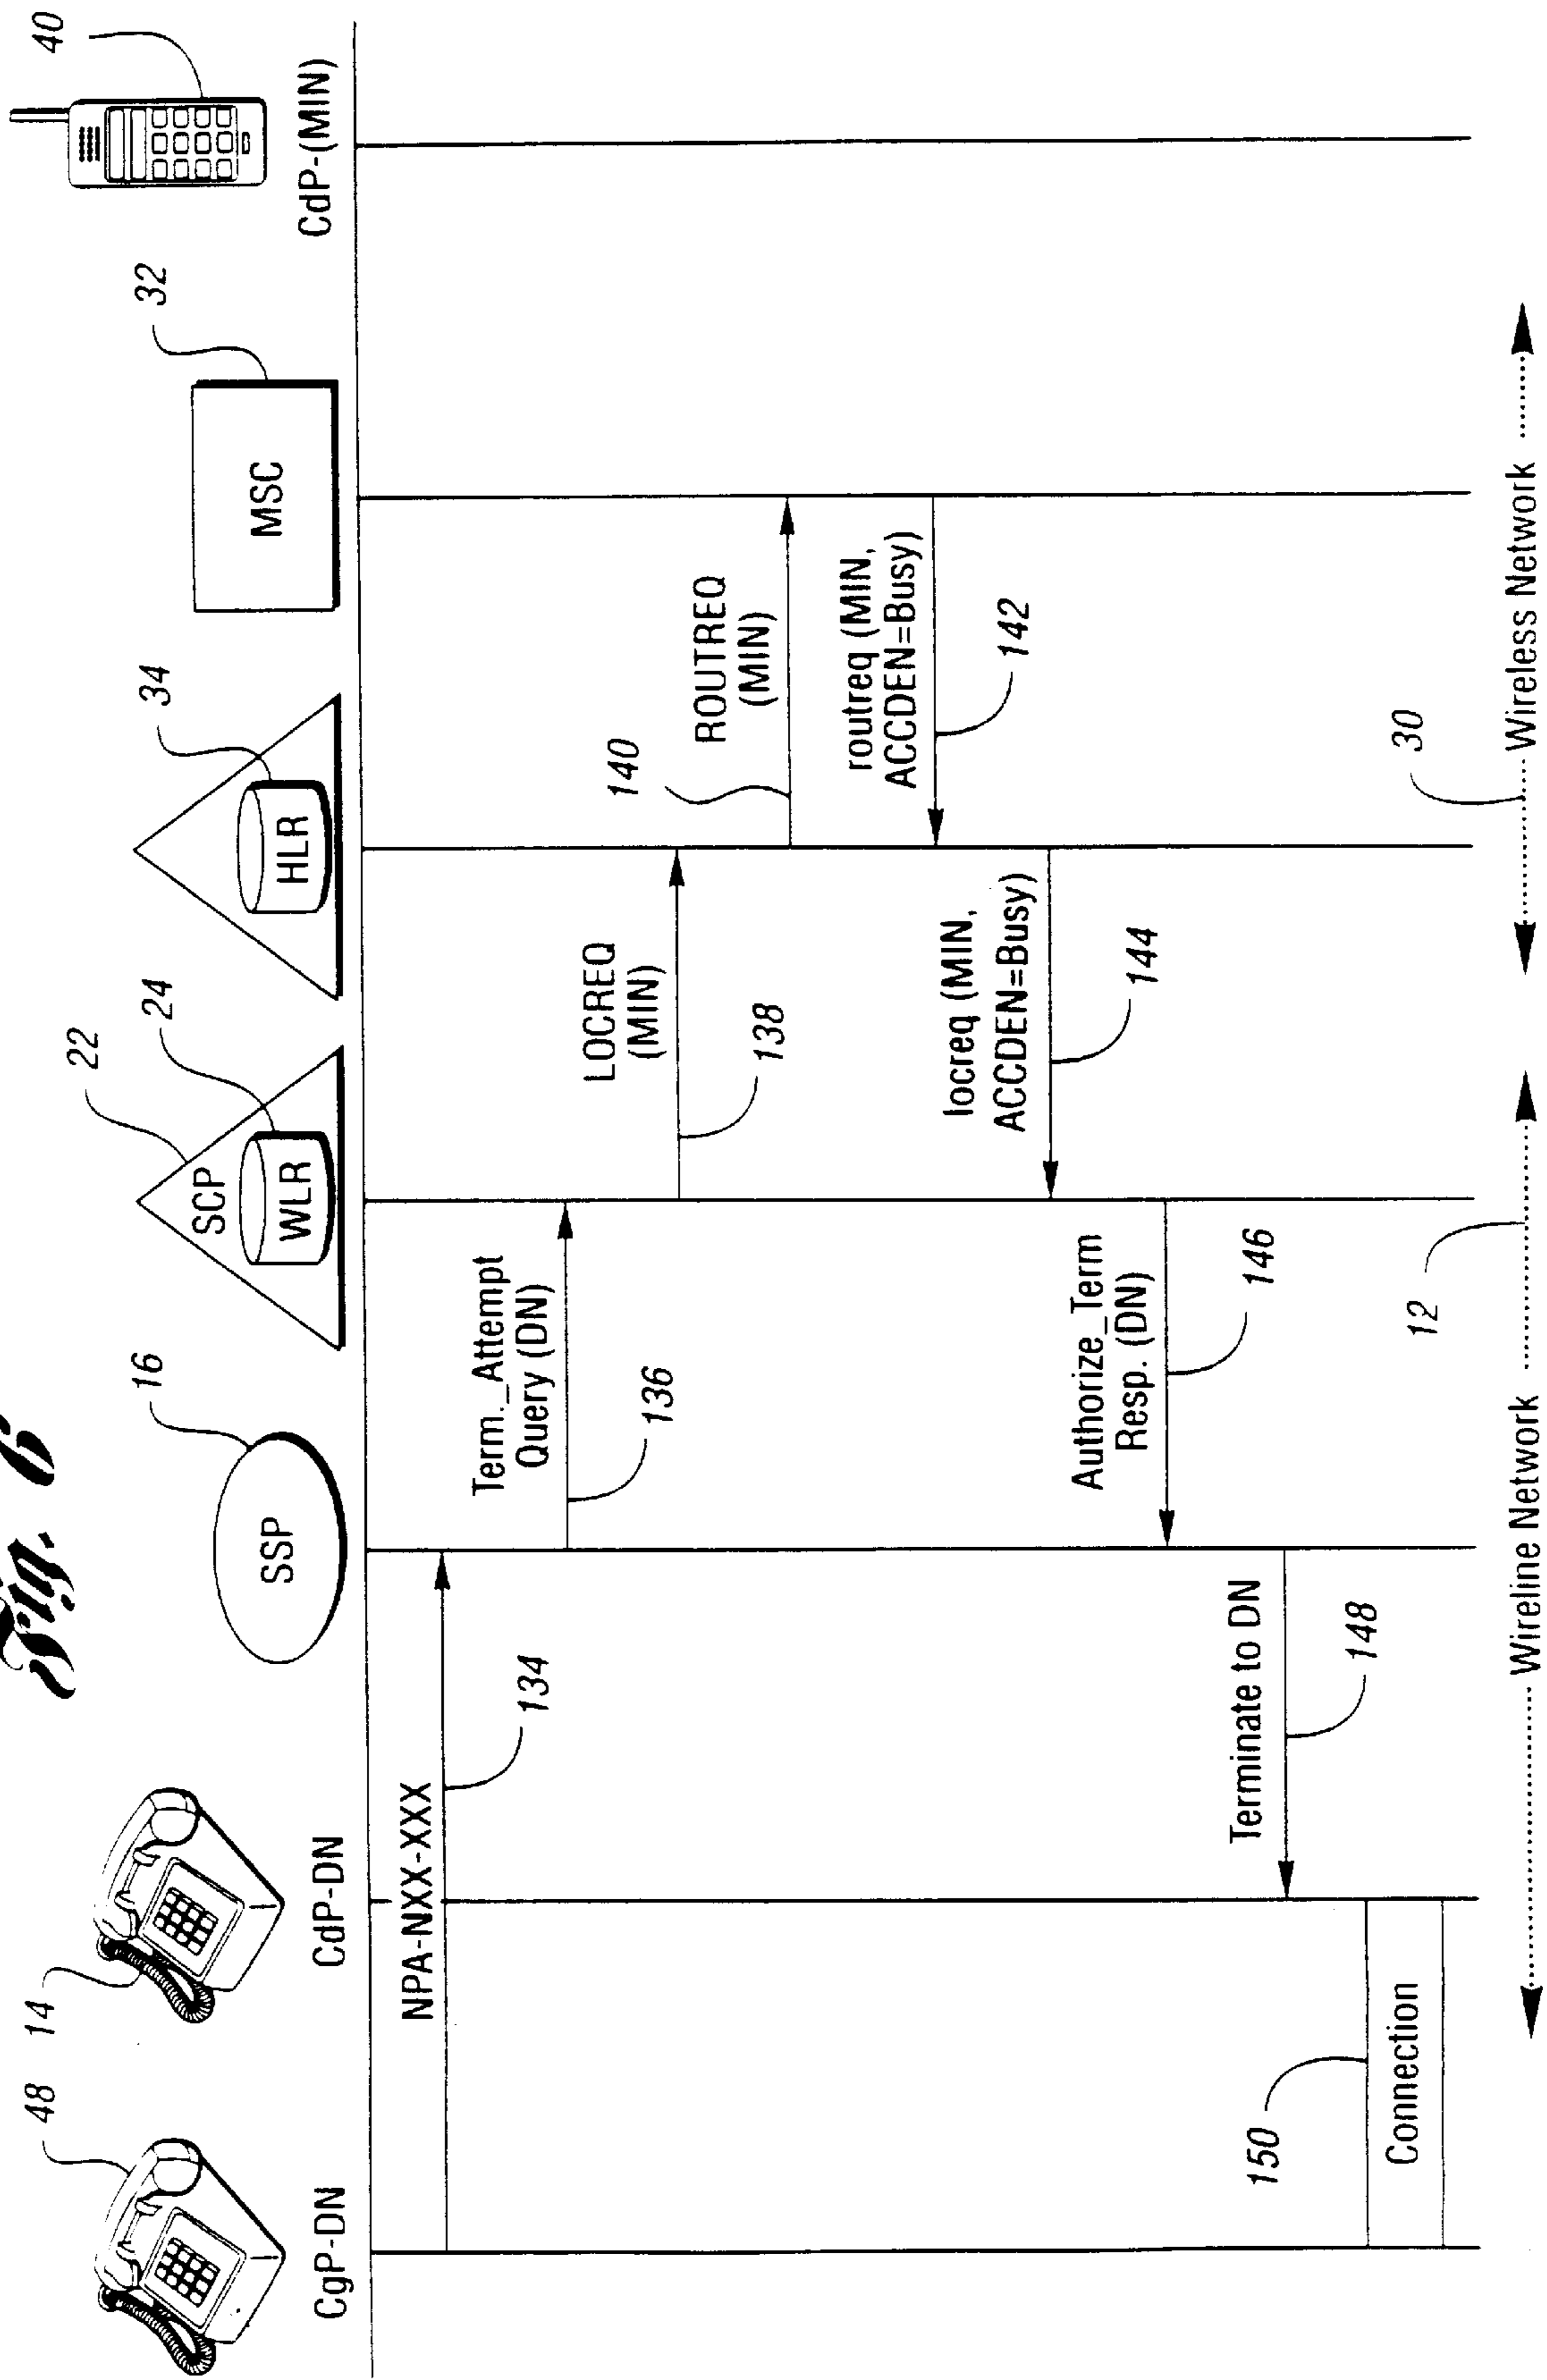 Fig. 6
48
14
16
22
24
34
32
40
SCP
WLR
HLR
SSP
MSC
CgP-DN
CdP-DN
CdP-(MIN)
NPA-NXX-XXX
134
Term._Attempt
Query (DN)
136
LOCREQ
(MIN)
138
140
ROUTREQ
(MIN)
routreq (MIN,
ACCDEN=Busy)
142
locreq (MIN,
ACCDEN=Busy)
144
Authorize_Term
Resp. (DN)
146
Terminate to DN
148
150
Connection
12
30
Wireline Network
Wireless Network